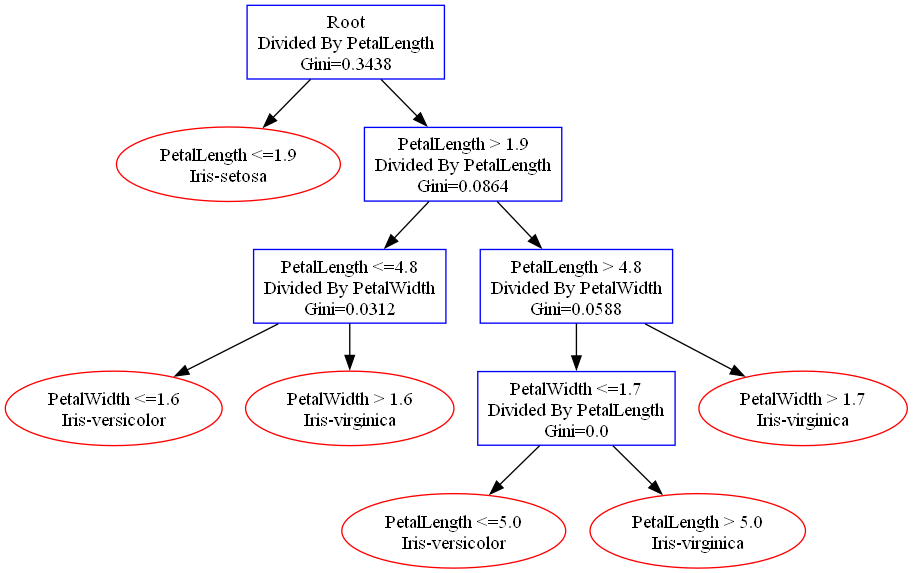 Root
Divided By PetalLength
Gini=0.3438
PetalLength <=1.9
Iris-setosa
PetalLength > 1.9
Divided By PetalLength
Gini=0.0864
PetalLength <=4.8
Divided By PetalWidth
Gini=0.0312
PetalLength > 4.8
Divided By PetalWidth
Gini=0.0588
PetalWidth <=1.6
Iris-versicolor
PetalWidth > 1.6
Iris-virginica
PetalWidth <=1.7
Divided By PetalLength
Gini=0.0
PetalWidth > 1.7
Iris-virginica
PetalLength <=5.0
Iris-versicolor
PetalLength > 5.0
Iris-virginica